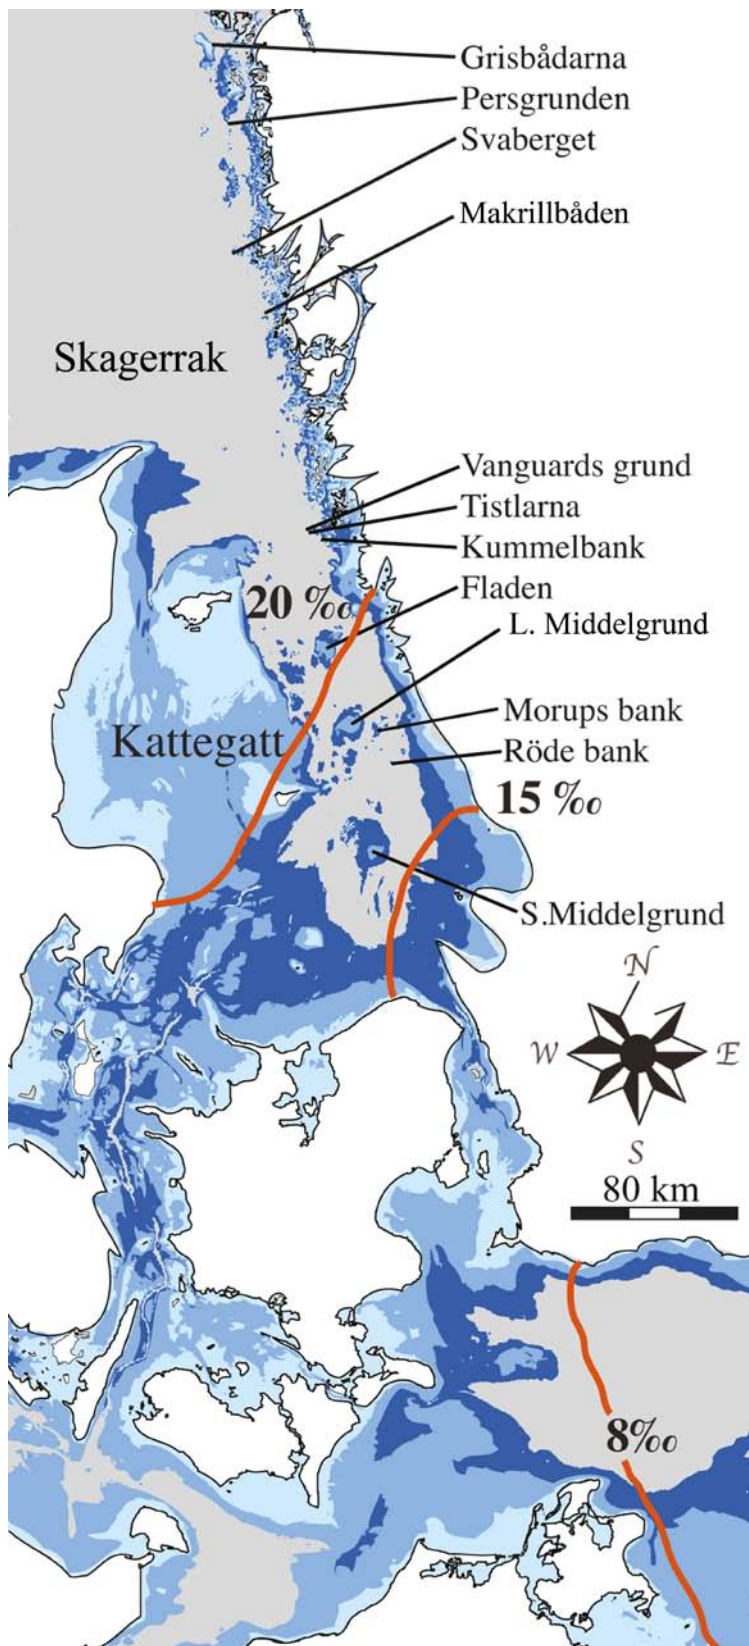 Grisbådarna
Persgrunden
Svaberget
Makrillbåden
Skagerrak
Vanguards grund
Tistlarna
Kummelbank
Fladen
20 ‰
L. Middelgrund
Morups bank
Kattegatt
Röde bank
15 ‰
S.Middelgrund
N
W
E
S
80 km
8‰